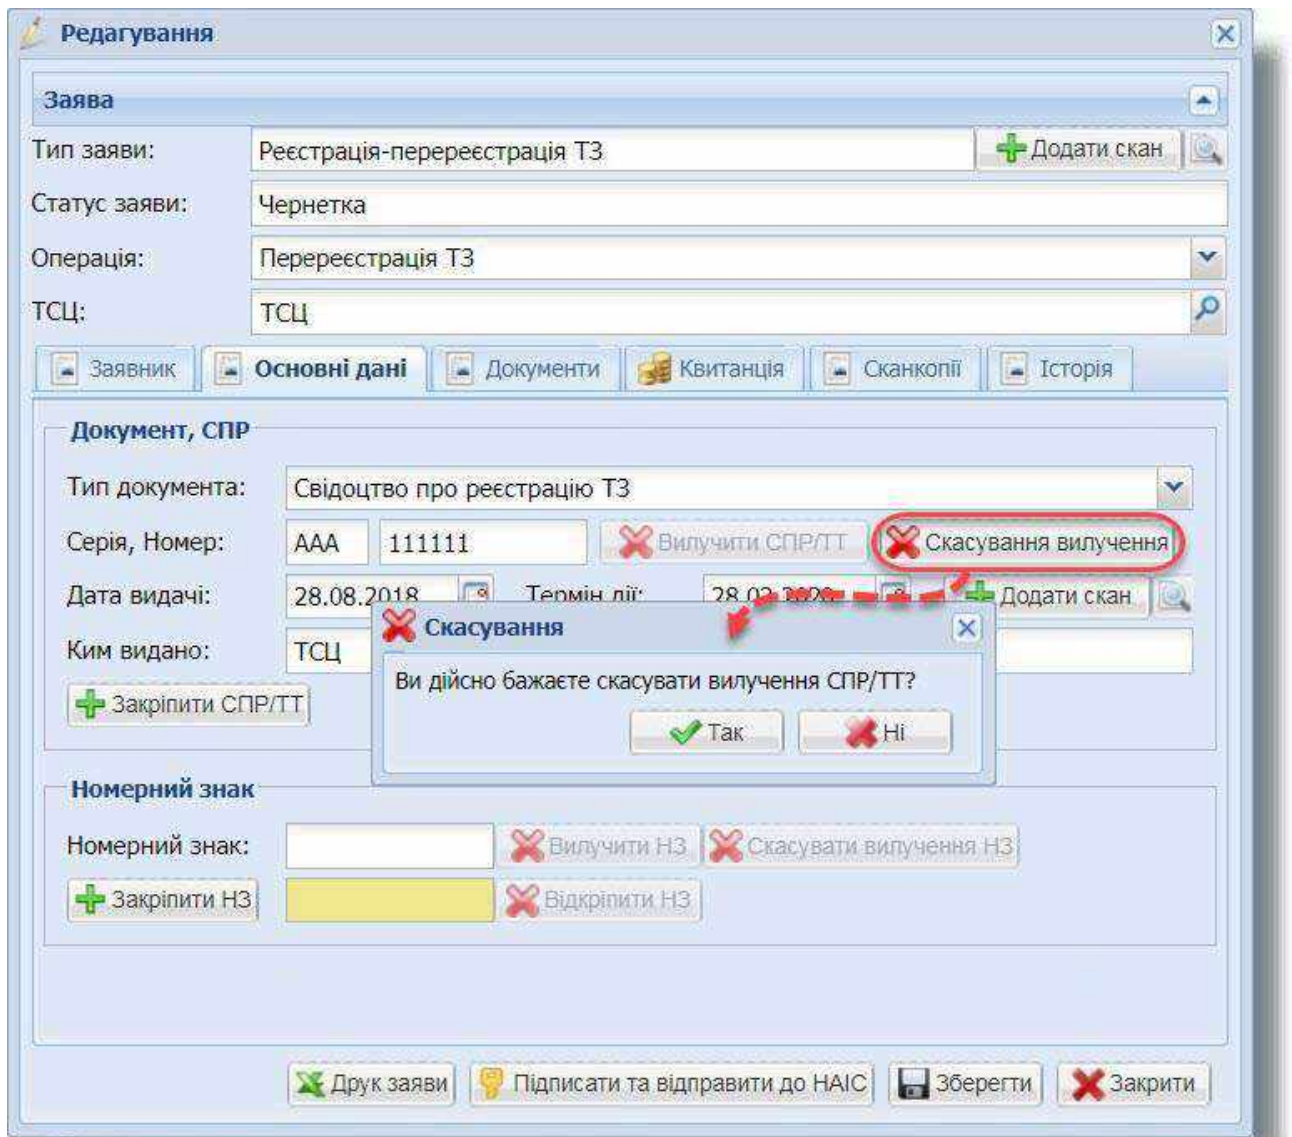 Редагування
Заява
Тип заяви: Реєстрація-перереєстрація ТЗ Додати скан
Статус заяви: Чернетка
Операція: Перереєстрація ТЗ
ТСЦ: ТСЦ
Заявник Основні дані Документи Квитанція Сканкопії Історія
Документ, СПР
Тип документа: Свідоцтво про реєстрацію ТЗ
Серія, Номер: ААА 111111 Вилучити СПР/ТТ Скасування вилучення
Дата видачі: 28.08.2018 Термін дії: 28.02.2020 Додати скан
Ким видано: ТСЦ
Скасування
Ви дійсно бажаєте скасувати вилучення СПР/ТТ?
Так Ні
Закріпити СПР/ТТ
Номерний знак
Номерний знак: Вилучити НЗ Скасувати вилучення НЗ
Закріпити НЗ Відкріпити НЗ
Друк заяви Підписати та відправити до НАІС Зберегти Закрити